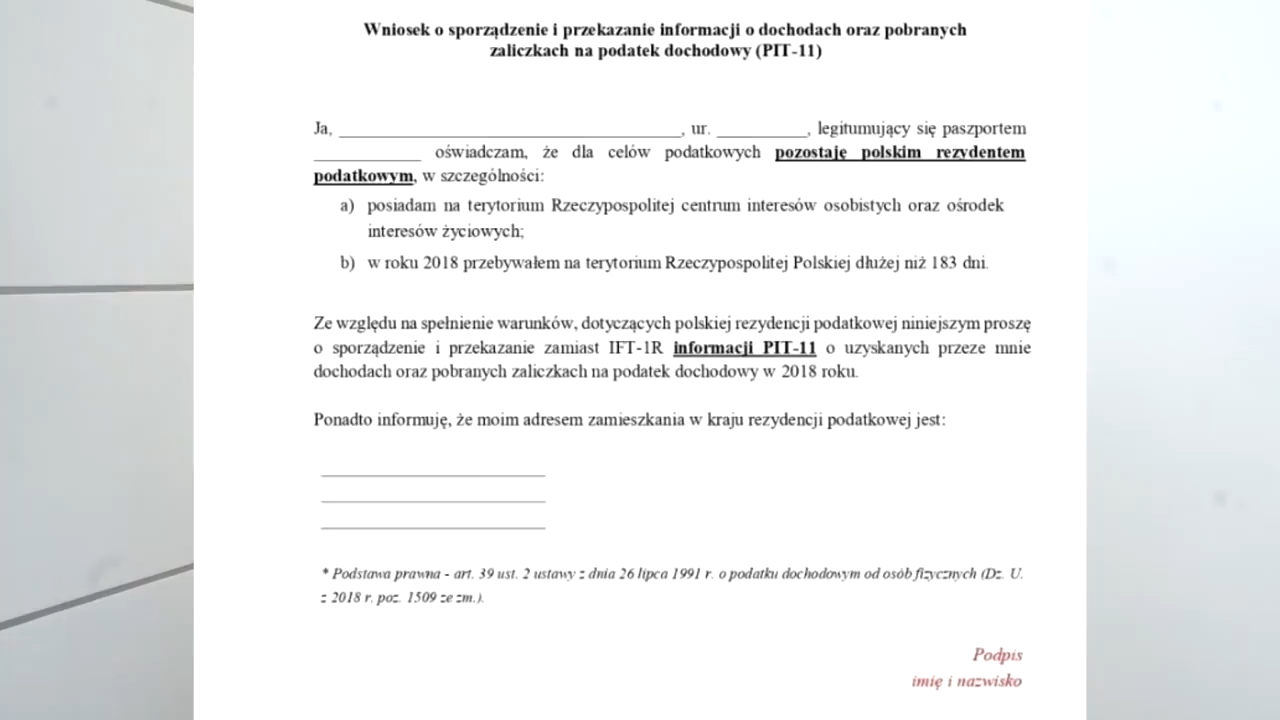 Wniosek o sporządzenie i przekazanie informacji o dochodach oraz pobranych
zaliczkach na podatek dochodowy (PIT-11)
Ja, ______________________________________, ur. __________, legitumujący się paszportem
____________ oświadczam, że dla celów podatkowych pozostaję polskim rezydentem
podatkowym, w szczególności:
a) posiadam na terytorium Rzeczypospolitej centrum interesów osobistych oraz ośrodek
interesów życiowych;
b) w roku 2018 przebywałem na terytorium Rzeczypospolitej Polskiej dłużej niż 183 dni.
Ze względu na spełnienie warunków, dotyczących polskiej rezydencji podatkowej niniejszym proszę
o sporządzenie i przekazanie zamiast IFT-1R informacji PIT-11 o uzyskanych przeze mnie
dochodach oraz pobranych zaliczkach na podatek dochodowy w 2018 roku.
Ponadto informuję, że moim adresem zamieszkania w kraju rezydencji podatkowej jest:
* Podstawa prawna - art. 39 ust. 2 ustawy z dnia 26 lipca 1991 r. o podatku dochodowym od osób fizycznych (Dz. U.
z 2018 r. poz. 1509 ze zm.).
Podpis
imię i nazwisko